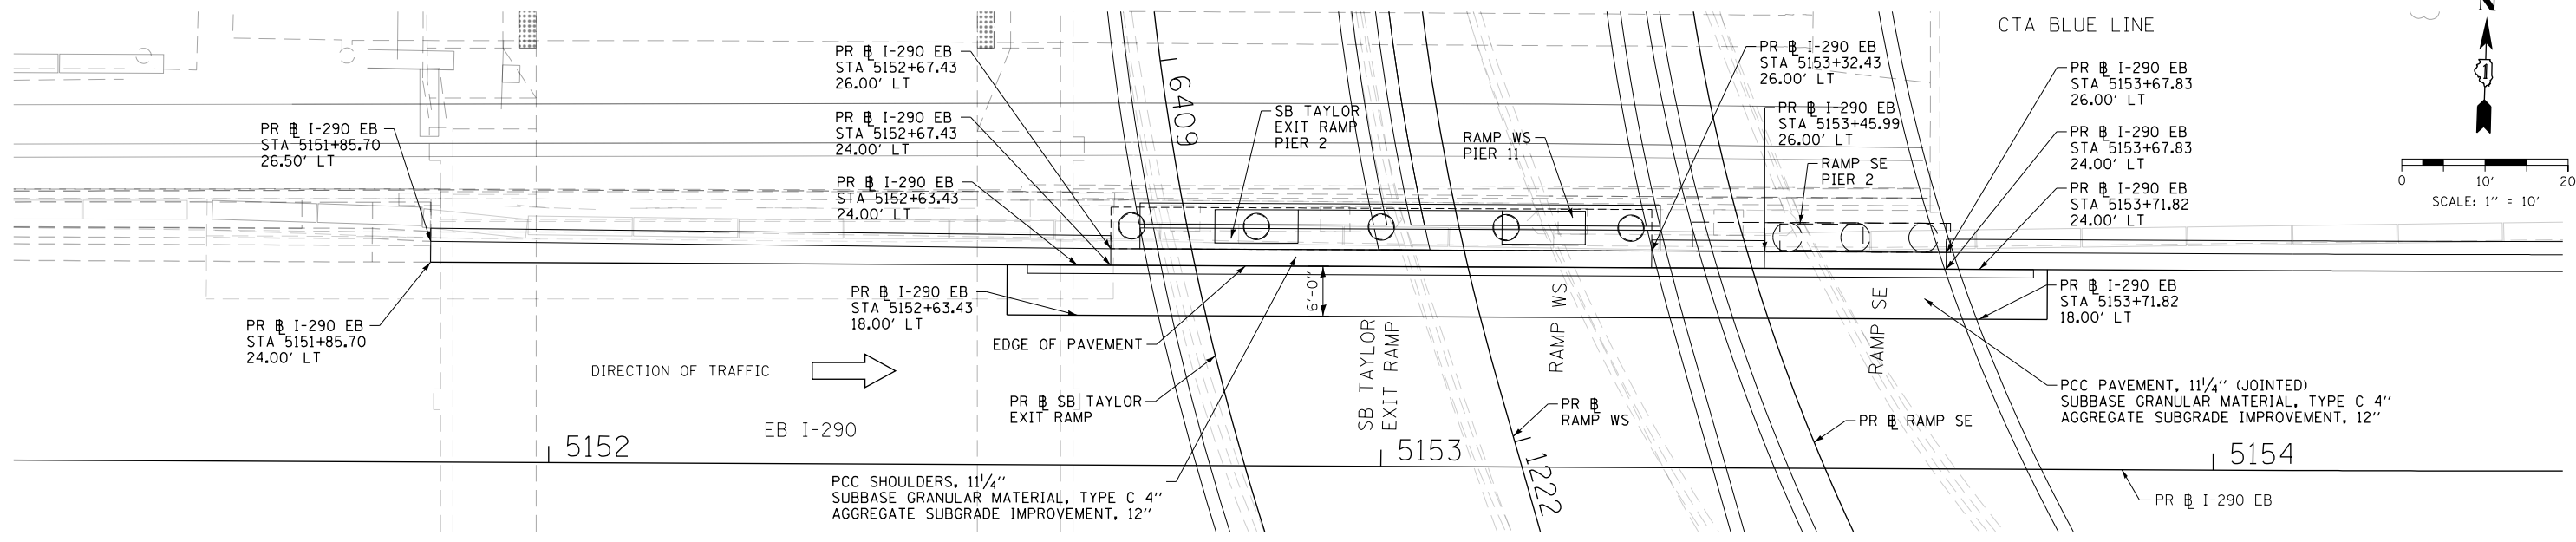 CTA BLUE LINE
N
PR ℄ I-290 EB
STA 5152+67.43
26.00' LT
PR ℄ I-290 EB
STA 5153+32.43
26.00' LT
PR ℄ I-290 EB
STA 5153+67.83
26.00' LT
PR ℄ I-290 EB
STA 5151+85.70
26.50' LT
PR ℄ I-290 EB
STA 5152+67.43
24.00' LT
6409
SB TAYLOR
EXIT RAMP
PIER 2
RAMP WS
PIER 11
PR ℄ I-290 EB
STA 5153+45.99
26.00' LT
RAMP SE
PIER 2
PR ℄ I-290 EB
STA 5153+67.83
24.00' LT
PR ℄ I-290 EB
STA 5152+63.43
24.00' LT
PR ℄ I-290 EB
STA 5153+71.82
24.00' LT
0 10' 20
SCALE: 1" = 10'
PR ℄ I-290 EB
STA 5152+63.43
18.00' LT
6'-0"
PR ℄ I-290 EB
STA 5153+71.82
18.00' LT
PR ℄ I-290 EB
STA 5151+85.70
24.00' LT
EDGE OF PAVEMENT
SB TAYLOR
EXIT RAMP
RAMP WS
RAMP SE
DIRECTION OF TRAFFIC
PR ℄ SB TAYLOR
EXIT RAMP
PR ℄
RAMP WS
PR ℄ RAMP SE
PCC PAVEMENT, 11¼" (JOINTED)
SUBBASE GRANULAR MATERIAL, TYPE C 4"
AGGREGATE SUBGRADE IMPROVEMENT, 12"
EB I-290
5152
5153
5154
1222
PCC SHOULDERS, 11¼"
SUBBASE GRANULAR MATERIAL, TYPE C 4"
AGGREGATE SUBGRADE IMPROVEMENT, 12"
PR ℄ I-290 EB